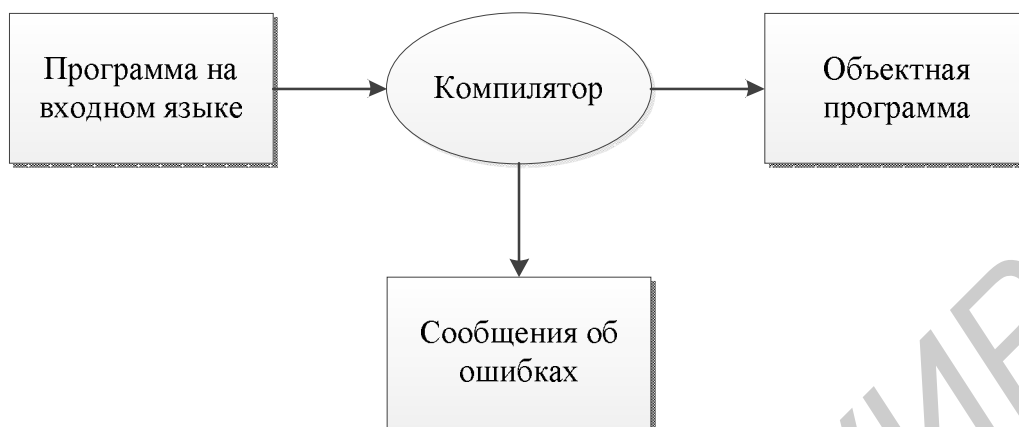 Программа на
входном языке
Компилятор
Объектная
программа
Сообщения об
ошибках